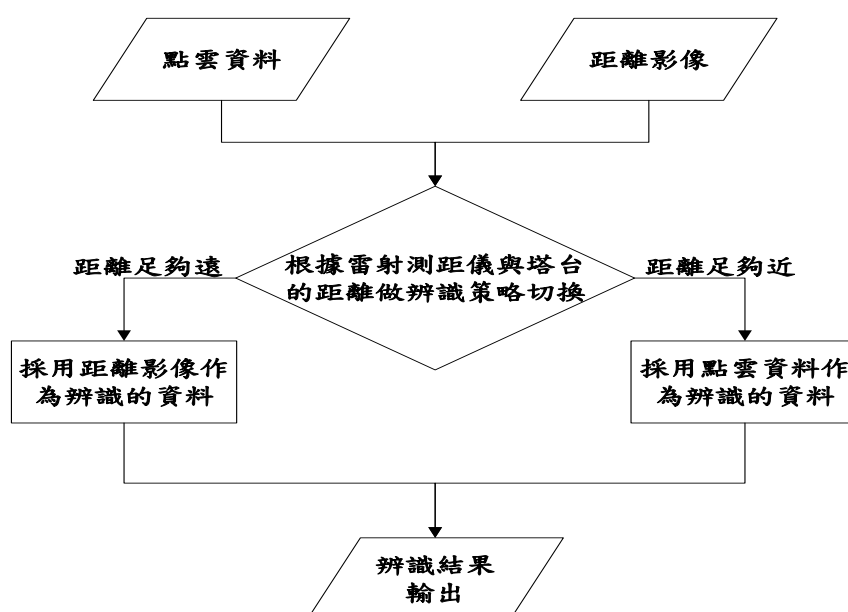 點雲資料
距離影像
距離足夠遠
根據雷射測距儀與塔台
的距離做辨識策略切換
距離足夠近
採用距離影像作
為辨識的資料
採用點雲資料作
為辨識的資料
辨識結果
輸出